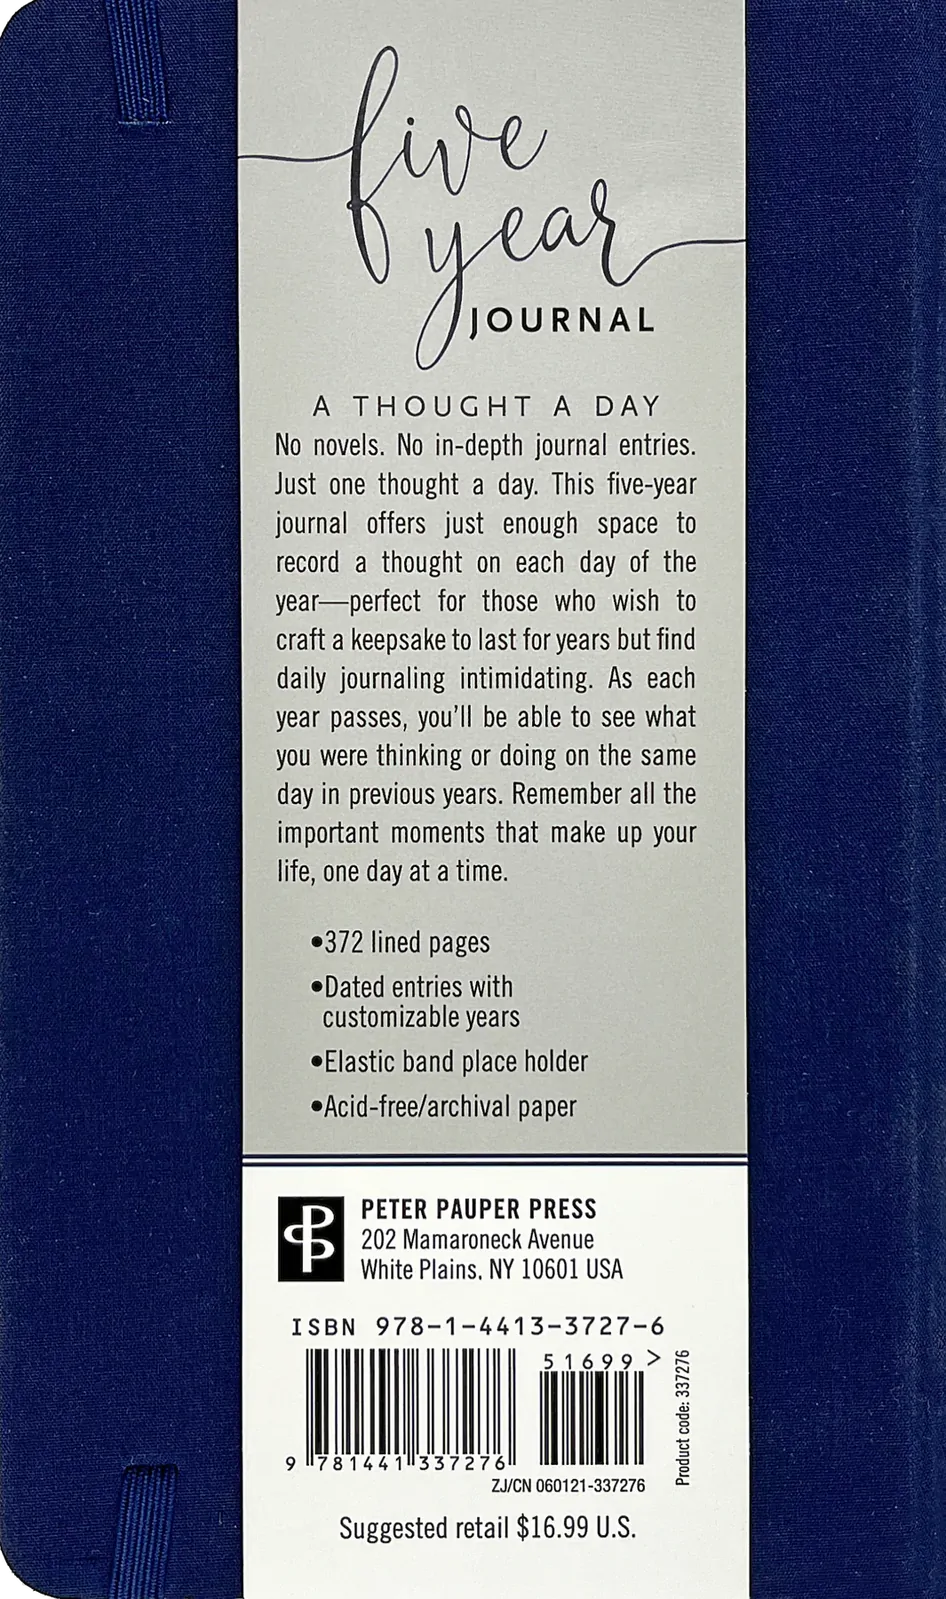 five
year
JOURNAL
A THOUGHT A DAY
No novels. No in-depth journal entries.
Just one thought a day. This five-year
journal offers just enough space to
record a thought on each day of the
year—perfect for those who wish to
craft a keepsake to last for years but find
daily journaling intimidating. As each
year passes, you'll be able to see what
you were thinking or doing on the same
day in previous years. Remember all the
important moments that make up your
life, one day at a time.
•372 lined pages
•Dated entries with
customizable years
•Elastic band place holder
•Acid-free/archival paper
PETER PAUPER PRESS
202 Mamaroneck Avenue
White Plains, NY 10601 USA
ISBN 978-1-4413-3727-6
51699>
9 781441 337276
Product code: 337276
ZJ/CN 060121-337276
Suggested retail $16.99 U.S.